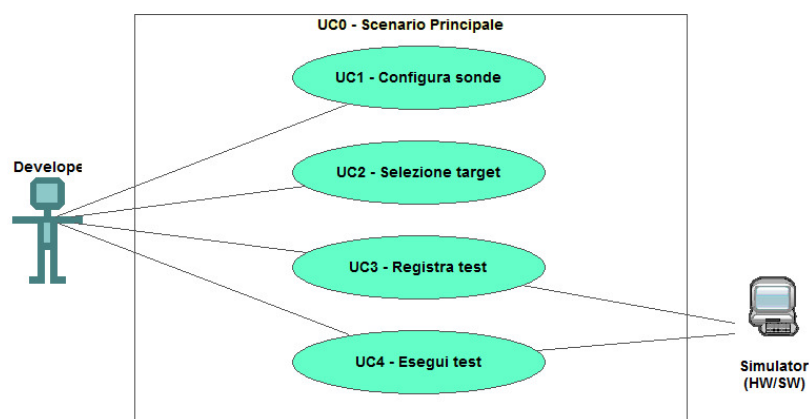 UC0 - Scenario Principale
UC1 - Configura sonde
Develope
UC2 - Selezione target
UC3 - Registra test
UC4 - Esegui test
Simulator
(HW/SW)